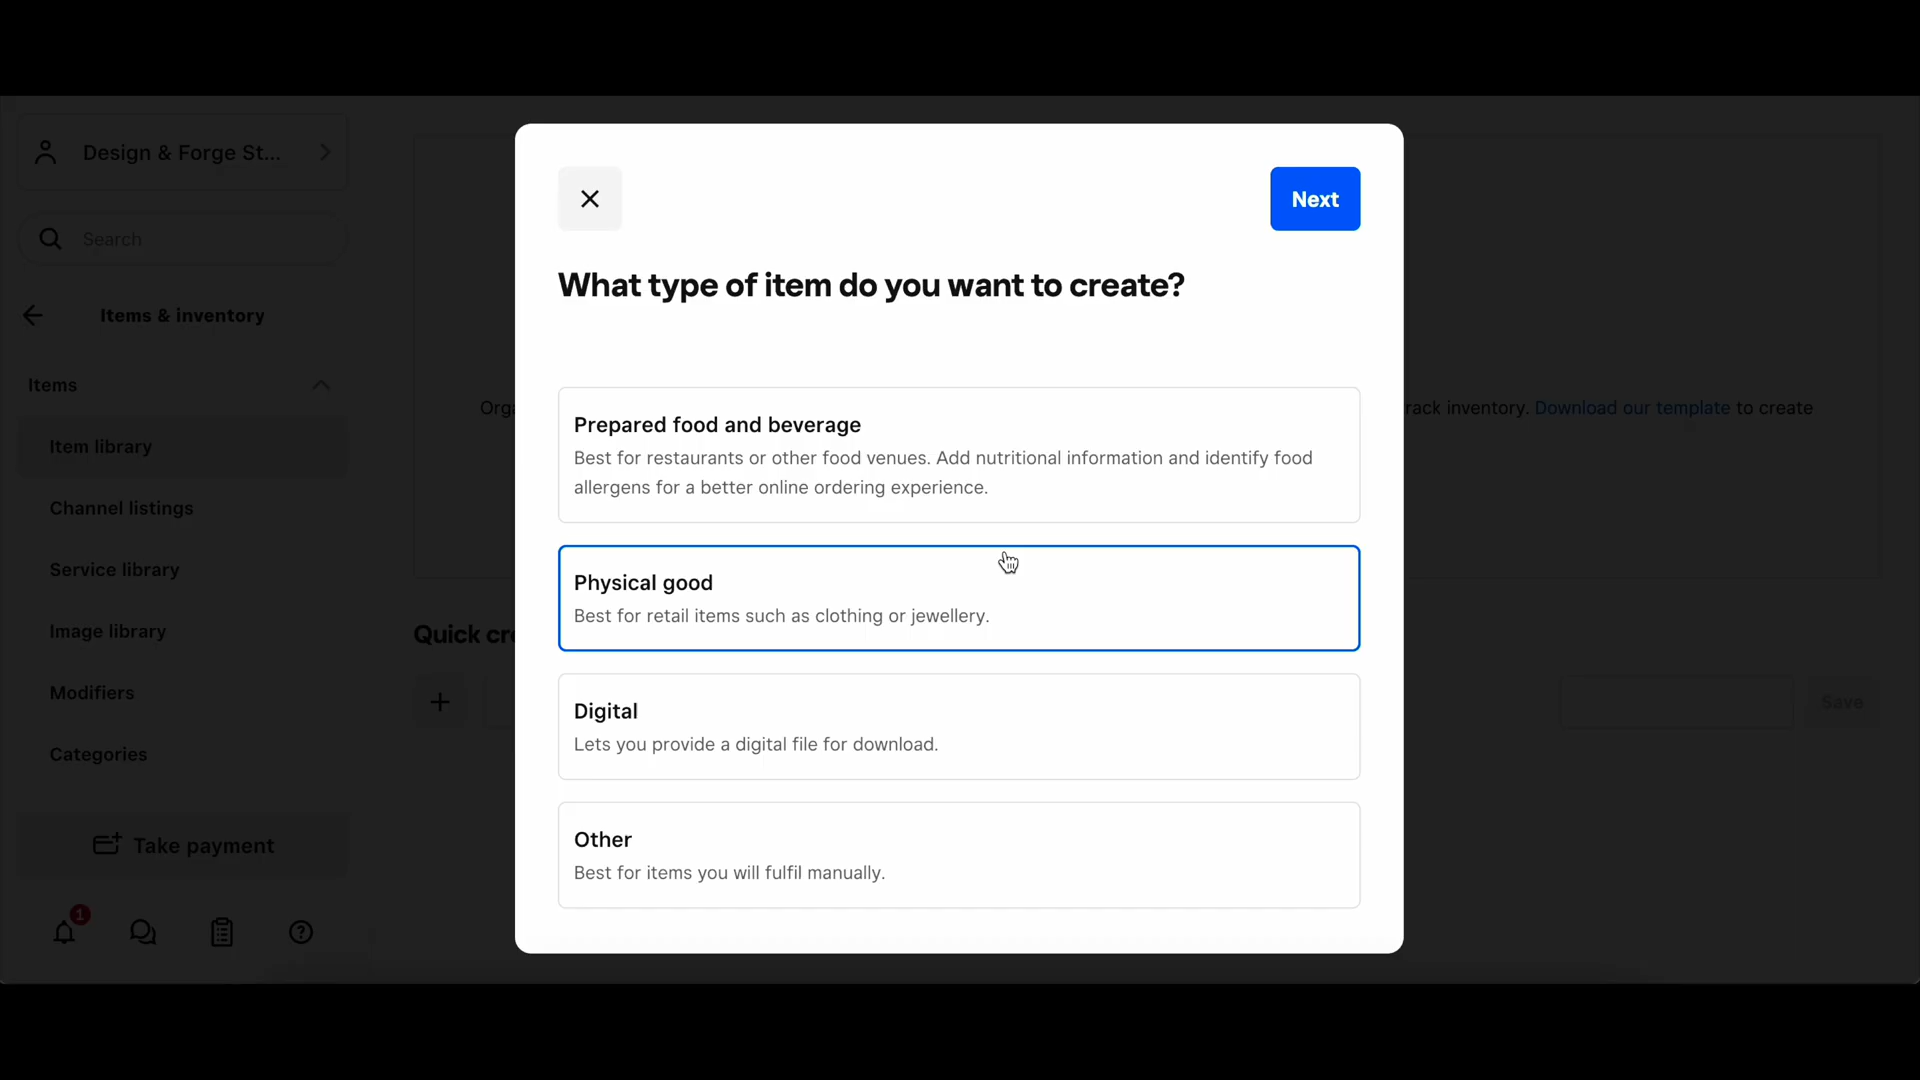 Design & Forge St...
Search
Items & inventory
Items
Item library
Channel listings
Service library
Image library
Modifiers
Categories
Take payment
1
Next
What type of item do you want to create?
Prepared food and beverage
Best for restaurants or other food venues. Add nutritional information and identify food
allergens for a better online ordering experience.
Physical good
Best for retail items such as clothing or jewellery.
Digital
Lets you provide a digital file for download.
Other
Best for items you will fulfil manually.
inventory. Download our template to create
Quick
Save